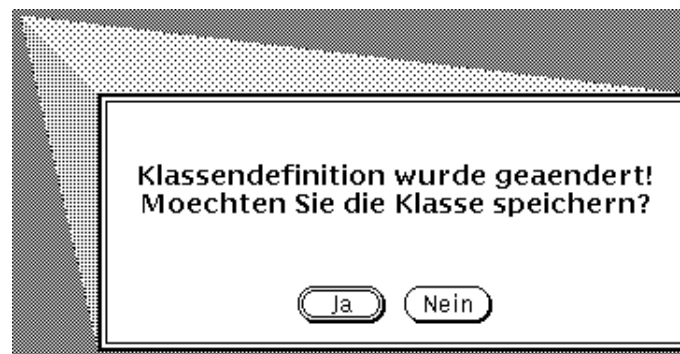 Klassendefinition wurde geaendert!
Moechten Sie die Klasse speichern?
Ja Nein